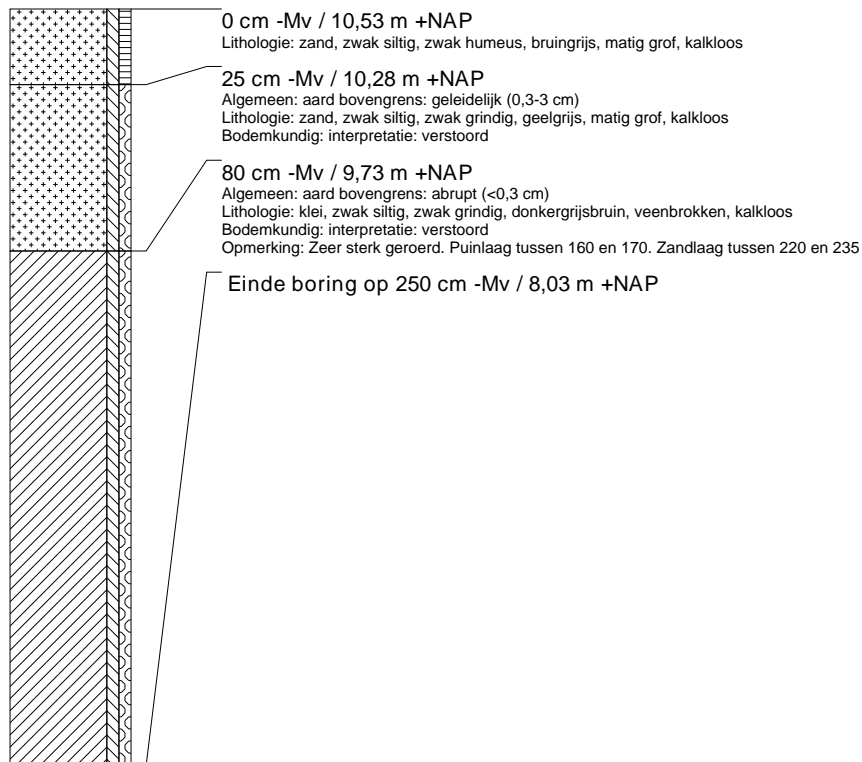 0 cm -Mv / 10,53 m +NAP
Lithologie: zand, zwak siltig, zwak humeus, bruingrijs, matig grof, kalkloos
25 cm -Mv / 10,28 m +NAP
Algemeen: aard bovengrens: geleidelijk (0,3-3 cm)
Lithologie: zand, zwak siltig, zwak grindig, geelgrijs, matig grof, kalkloos
Bodemkundig: interpretatie: verstoord
80 cm -Mv / 9,73 m +NAP
Algemeen: aard bovengrens: abrupt (<0,3 cm)
Lithologie: klei, zwak siltig, zwak grindig, donkergrijsbruin, veenbrokken, kalkloos
Bodemkundig: interpretatie: verstoord
Opmerking: Zeer sterk geroerd. Puinlaag tussen 160 en 170. Zandlaag tussen 220 en 235
Einde boring op 250 cm -Mv / 8,03 m +NAP